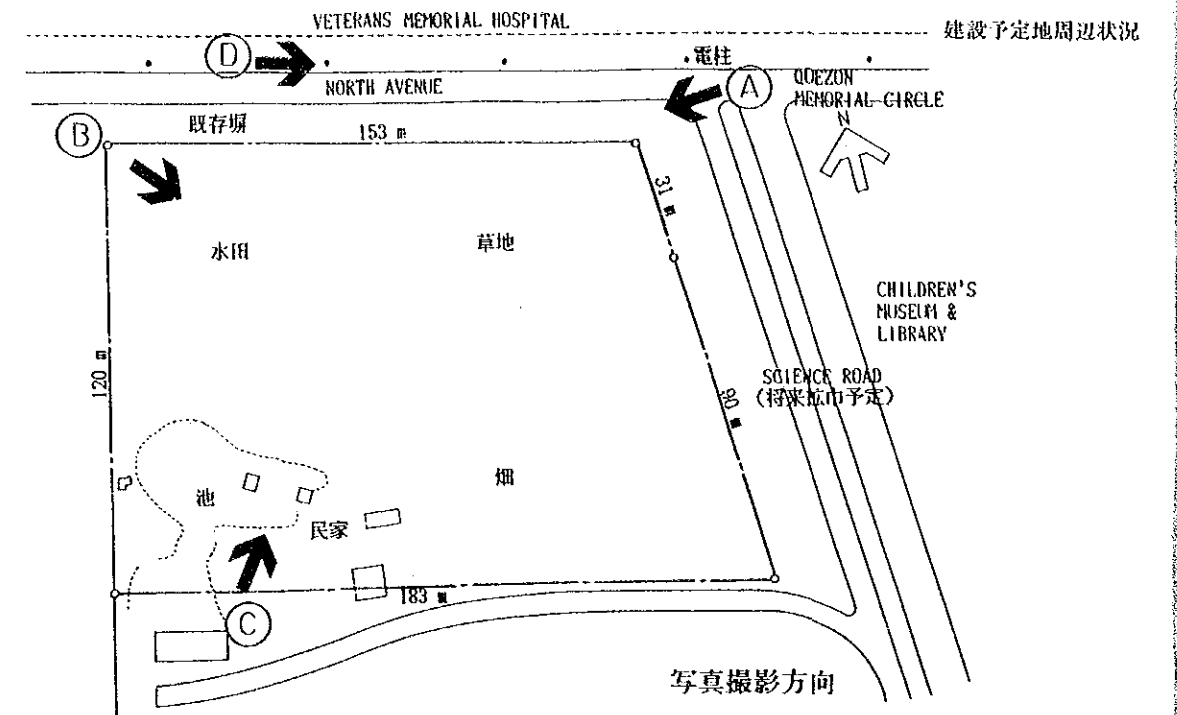 VETERANS MEMORIAL HOSPITAL
建設予定地周辺状況
D
電柱
NORTH AVENUE
A
QUEZON
MEMORIAL CIRCLE
N
B
既存塀
153 m
31 m
水田
草地
CHILDREN'S
MUSEUM &
LIBRARY
120 m
SCIENCE ROAD
(将来拡巾予定)
90 m
畑
池
民家
183 m
C
写真撮影方向